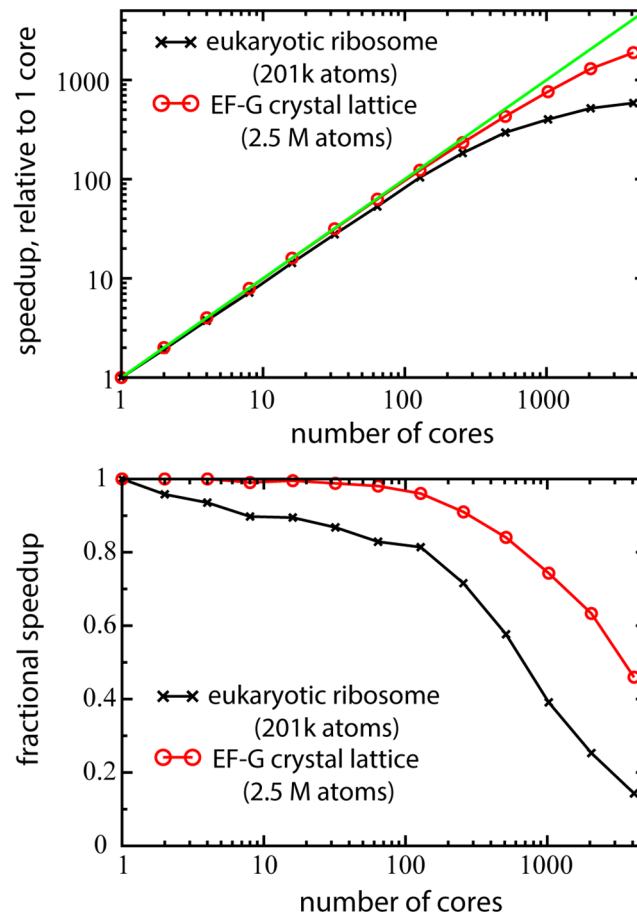 speedup, relative to 1 core
1000
100
10
1
eukaryotic ribosome
(201k atoms)
EF-G crystal lattice
(2.5 M atoms)
1
10
100
1000
number of cores
fractional speedup
1
0.8
0.6
0.4
0.2
0
eukaryotic ribosome
(201k atoms)
EF-G crystal lattice
(2.5 M atoms)
1
10
100
1000
number of cores